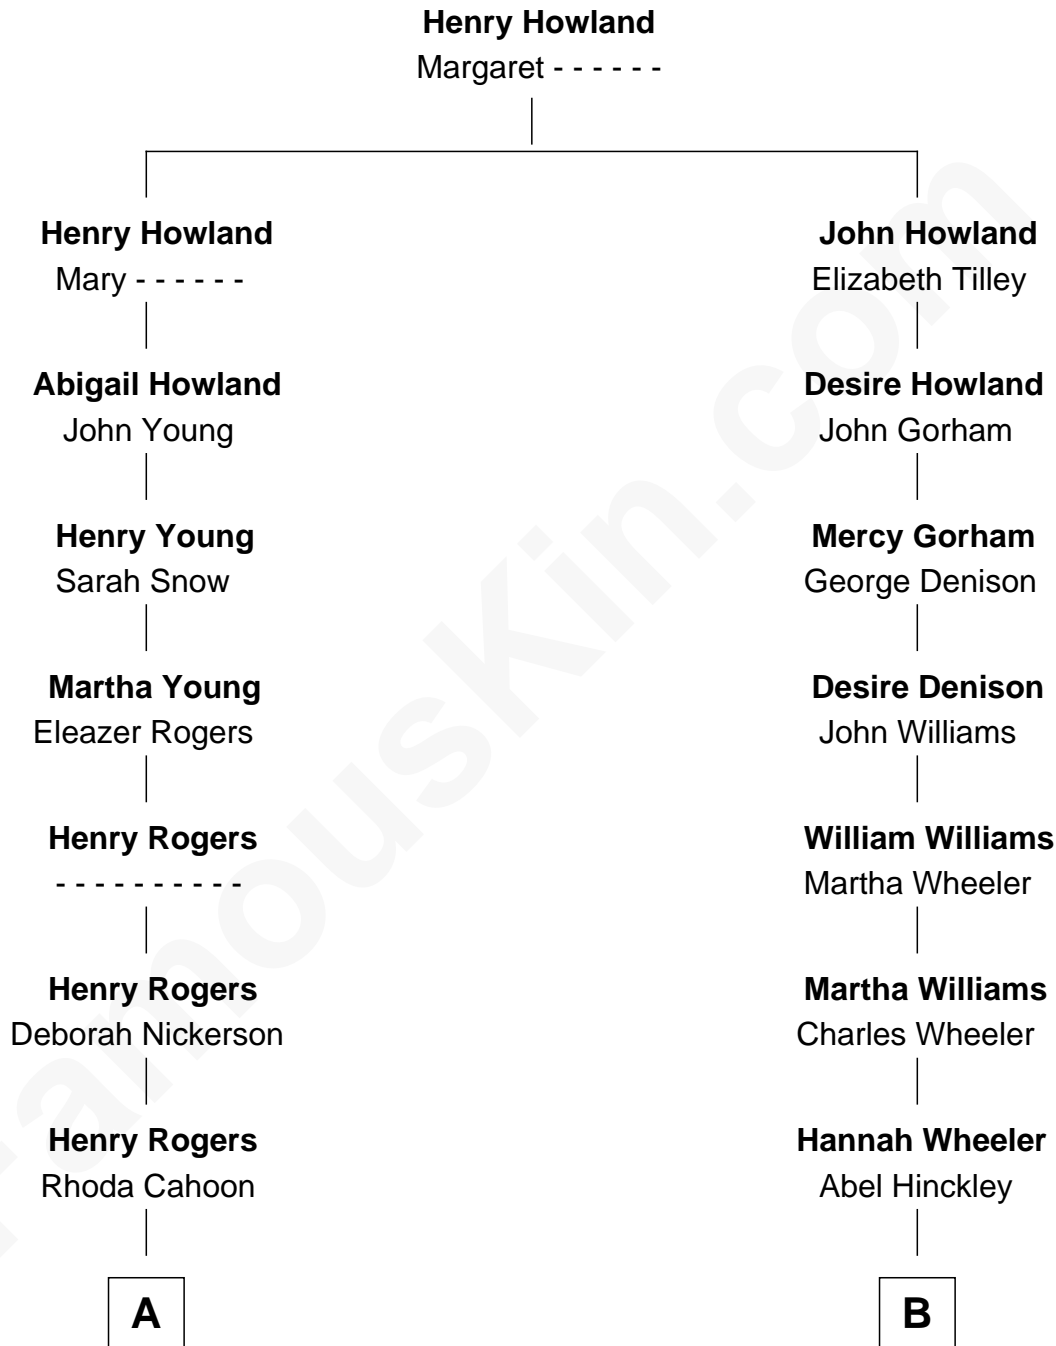 Henry Howland
Margaret - - - - - -
Henry Howland
Mary - - - - - -
Abigail Howland
John Young
Henry Young
Sarah Snow
Martha Young
Eleazer Rogers
Henry Rogers
- - - - - - - - - -
Henry Rogers
Deborah Nickerson
Henry Rogers
Rhoda Cahoon
A
John Howland
Elizabeth Tilley
Desire Howland
John Gorham
Mercy Gorham
George Denison
Desire Denison
John Williams
William Williams
Martha Wheeler
Martha Williams
Charles Wheeler
Hannah Wheeler
Abel Hinckley
B
FamousKin.com